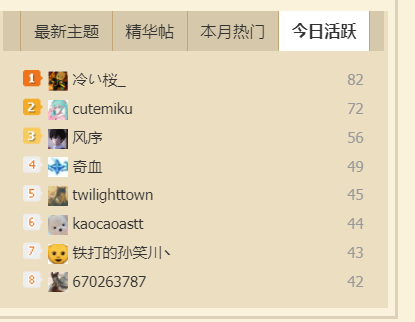 最新主题 精华帖 本月热门 今日活跃
1 冷い桜_ 82
2 cutemiku 72
3 风序 56
4 奇血 49
5 twilighttown 45
6 kaocaoastt 44
7 铁打的孙笑川丶 43
8 670263787 42